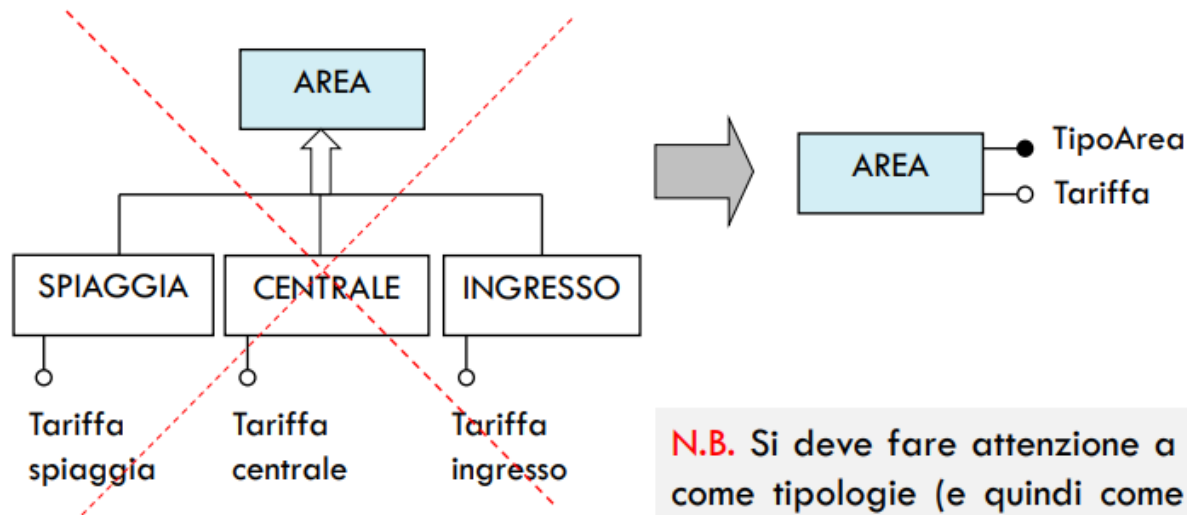 AREA
SPIAGGIA
CENTRALE
INGRESSO
Tariffa
spiaggia
Tariffa
centrale
Tariffa
ingresso
AREA
TipoArea
Tariffa
N.B. Si deve fare attenzione a
come tipologie (e quindi come